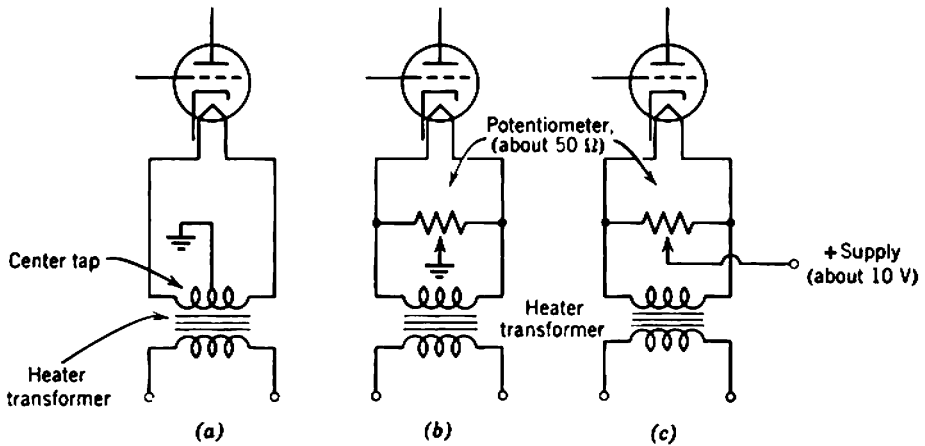 Potentiometer,
(about 50 Ω)
Center tap
+ Supply
(about 10 V)
Heater
transformer
Heater
transformer
(a)
(b)
(c)